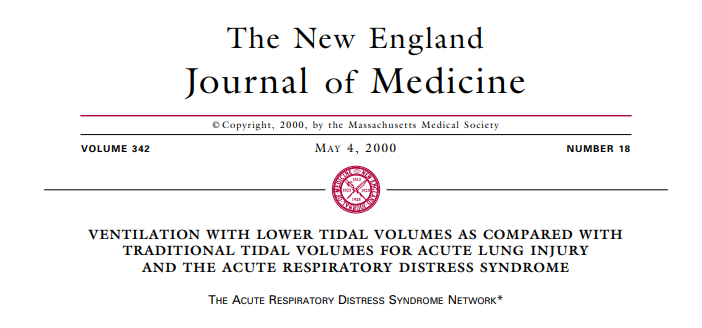 The New England
Journal of Medicine
©Copyright, 2000, by the Massachusetts Medical Society
VOLUME 342
MAY 4, 2000
NUMBER 18
VENTILATION WITH LOWER TIDAL VOLUMES AS COMPARED WITH
TRADITIONAL TIDAL VOLUMES FOR ACUTE LUNG INJURY
AND THE ACUTE RESPIRATORY DISTRESS SYNDROME
THE ACUTE RESPIRATORY DISTRESS SYNDROME NETWORK*